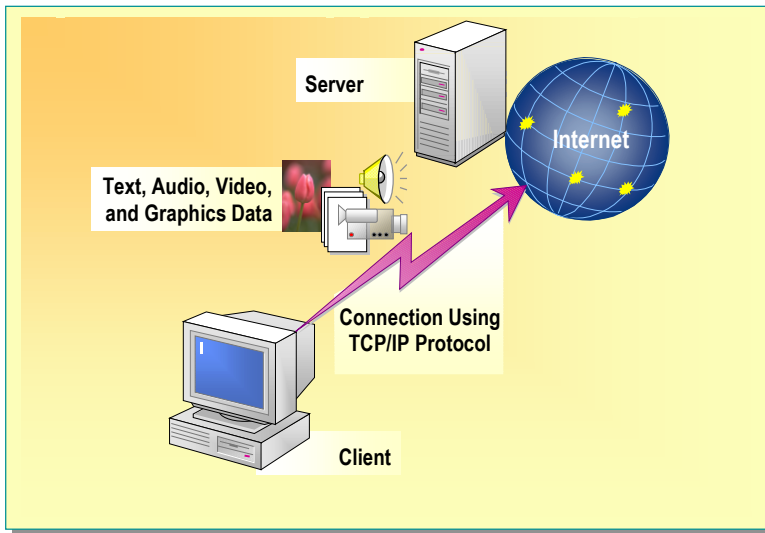 Server
Internet
Text, Audio, Video,
and Graphics Data
Connection Using
TCP/IP Protocol
Client